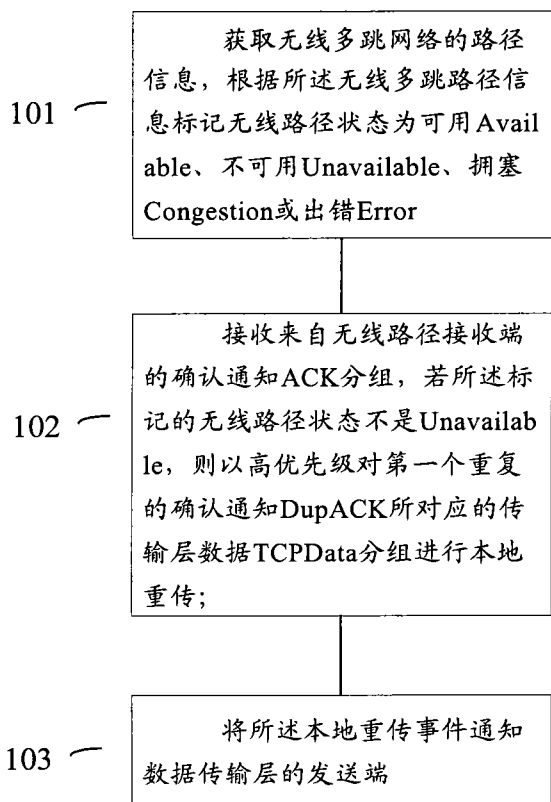 101
获取无线多跳网络的路径
信息，根据所述无线多跳路径信
息标记无线路径状态为可用Avail
able、不可用Unavailable、拥塞
Congestion或出错Error
102
接收来自无线路径接收端
的确认通知ACK分组，若所述标
记的无线路径状态不是Unavailab
le，则以高优先级对第一个重复
的确认通知DupACK所对应的传
输层数据TCPData分组进行本地
重传；
103
将所述本地重传事件通知
数据传输层的发送端